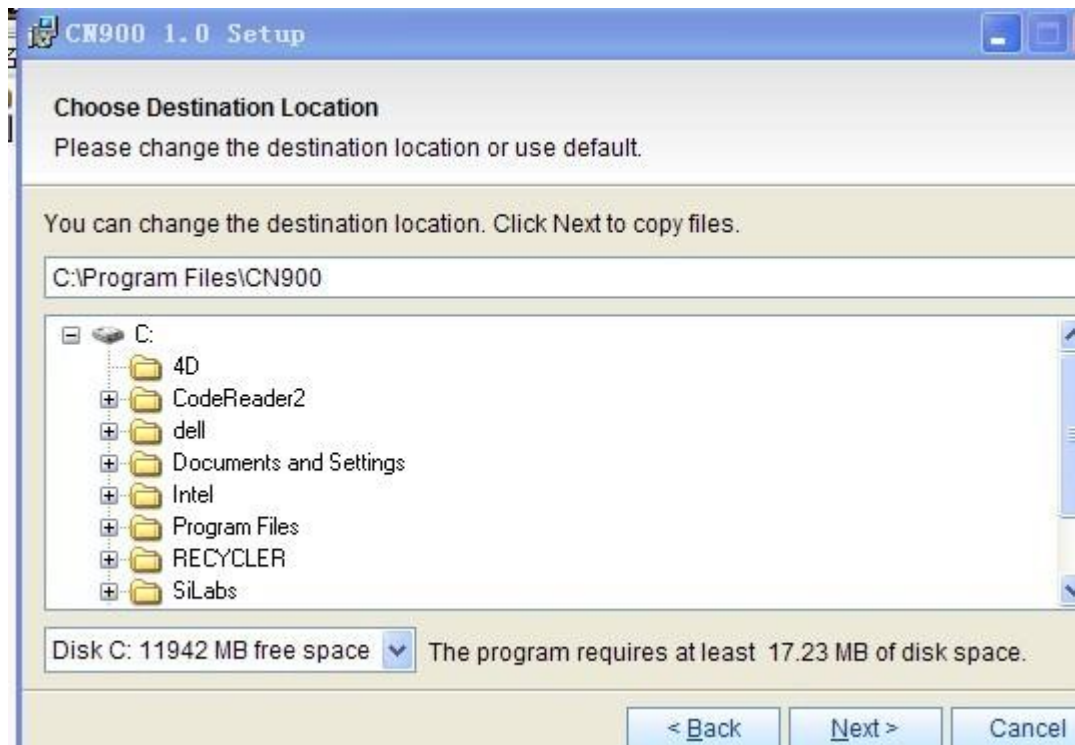 CN900 1.0 Setup
Choose Destination Location
Please change the destination location or use default.
You can change the destination location. Click Next to copy files.
C:\Program Files\CN900
C:
4D
CodeReader2
dell
Documents and Settings
Intel
Program Files
RECYCLER
SiLabs
Disk C: 11942 MB free space The program requires at least 17.23 MB of disk space.
< Back Next > Cancel